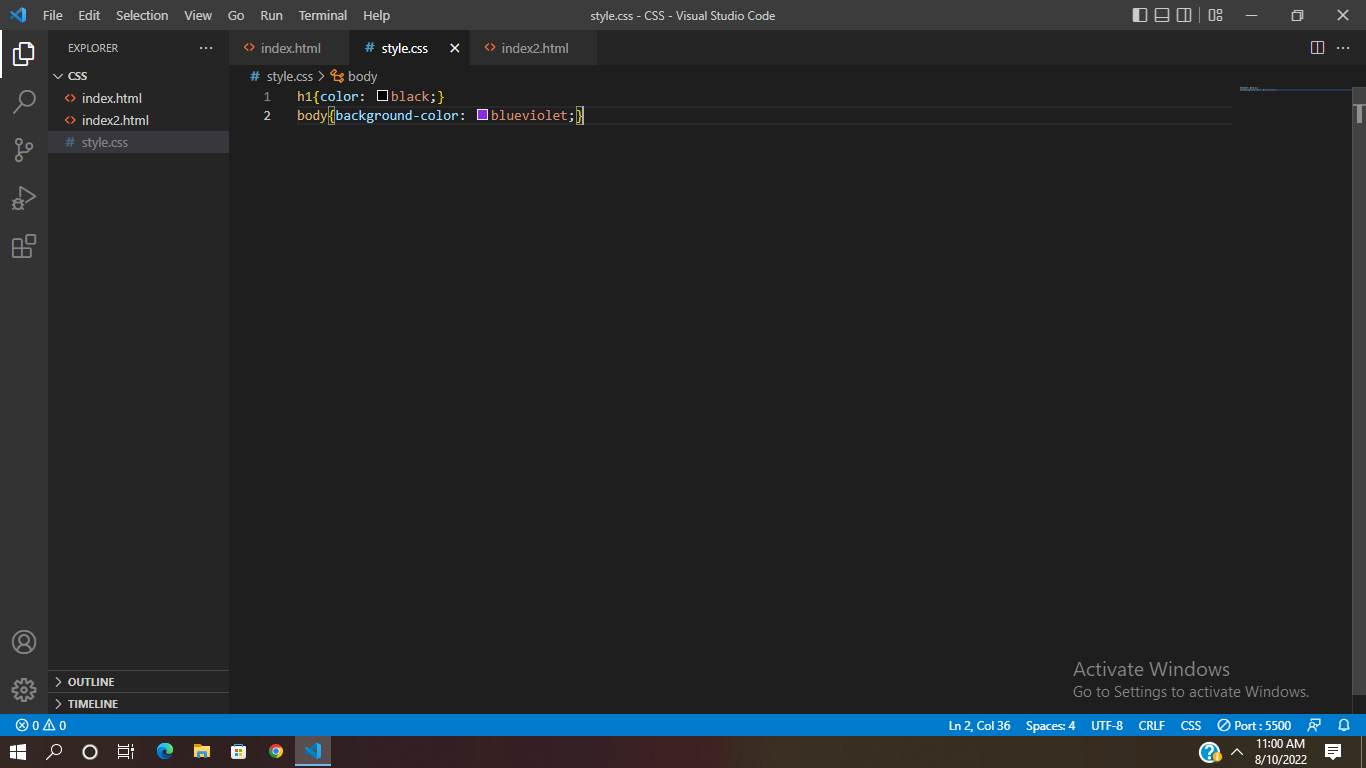 File Edit Selection View Go Run Terminal Help
style.css - CSS - Visual Studio Code
EXPLORER
CSS
index.html
index2.html
style.css
OUTLINE
TIMELINE
index.html
style.css
index2.html
# style.css > body
1 h1{color: black;}
2 body{background-color: blueviolet;}
Activate Windows
Go to Settings to activate Windows.
0 0
Ln 2, Col 36 Spaces: 4 UTF-8 CRLF CSS Port : 5500
11:00 AM
8/10/2022